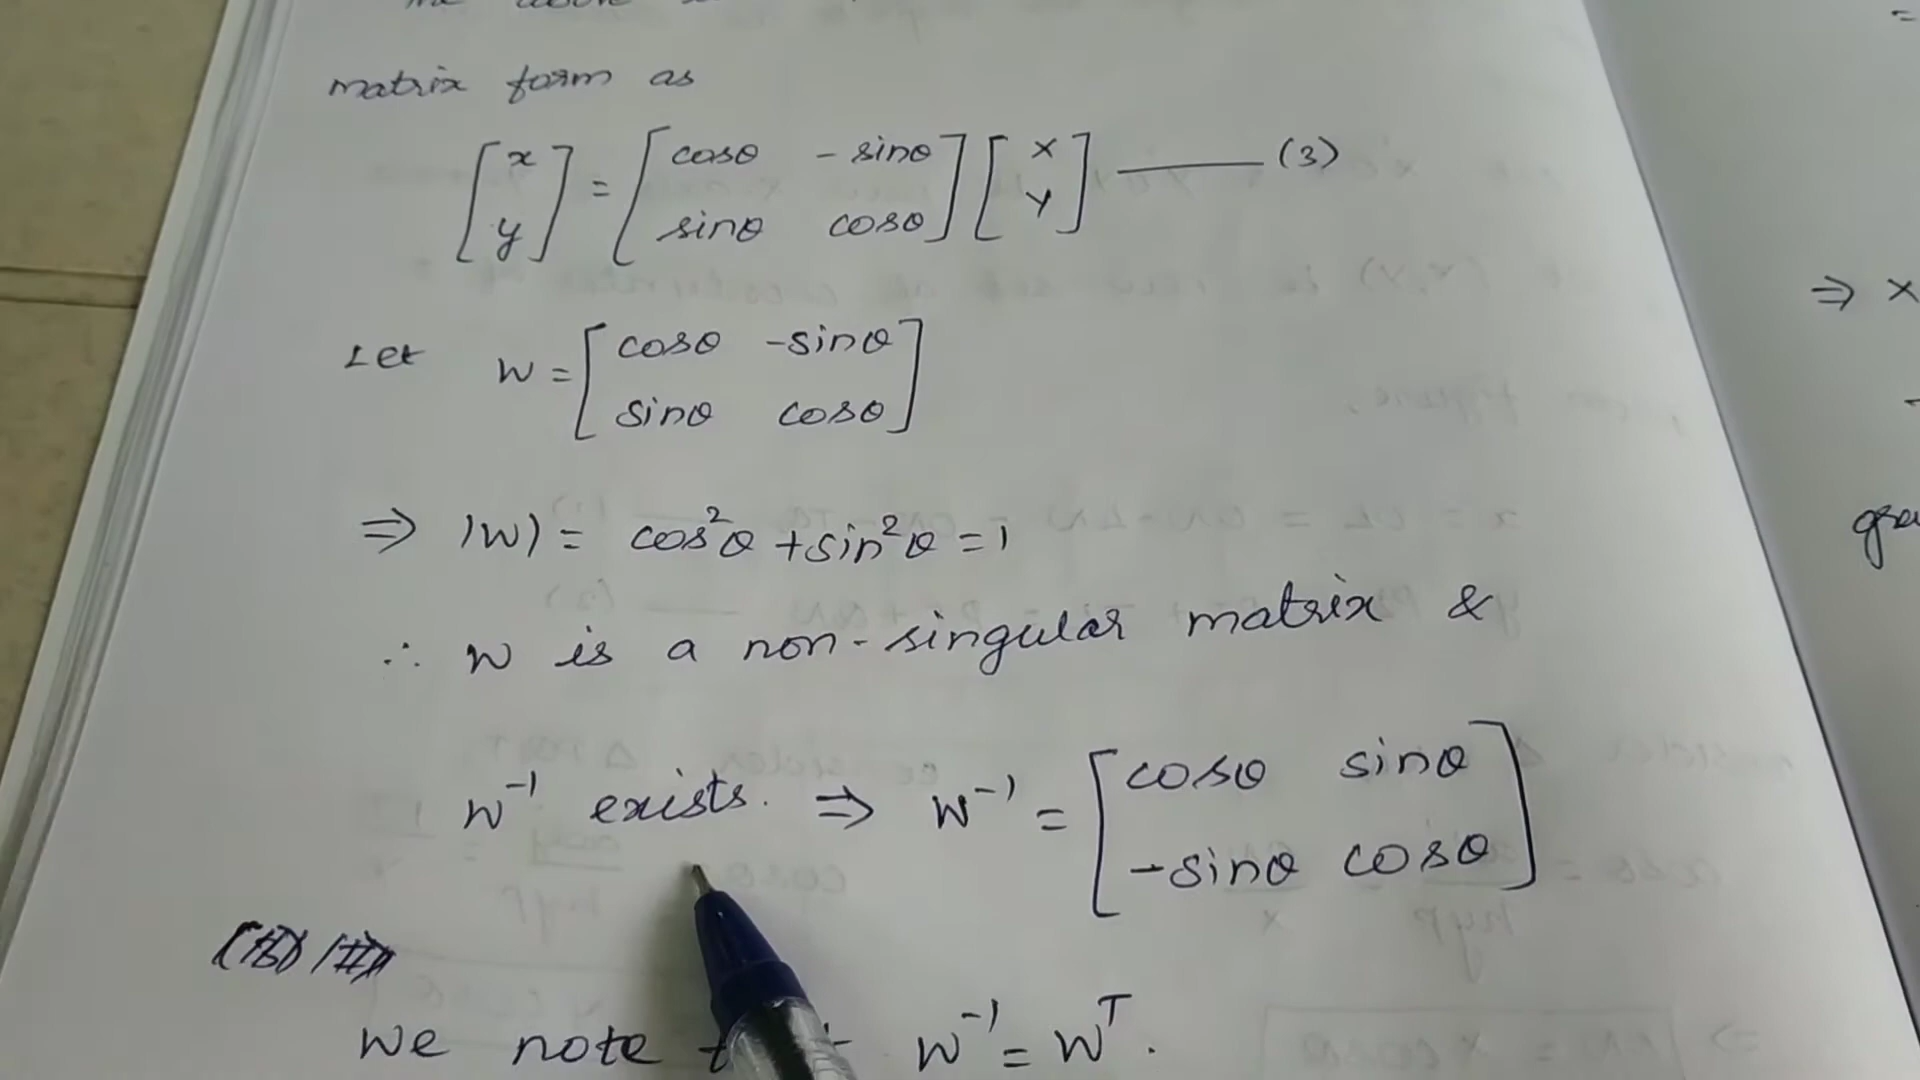 matrix form as
[x y] = [cosθ -sinθ sinθ cosθ] [X Y] ——— (3)
Let W = [cosθ -sinθ sinθ cosθ]
⇒ |W| = cos²θ + sin²θ = 1
∴ W is a non-singular matrix &
W⁻¹ exists. ⇒ W⁻¹ = [cosθ sinθ -sinθ cosθ]
We note W⁻¹ = Wᵀ.
⇒ X